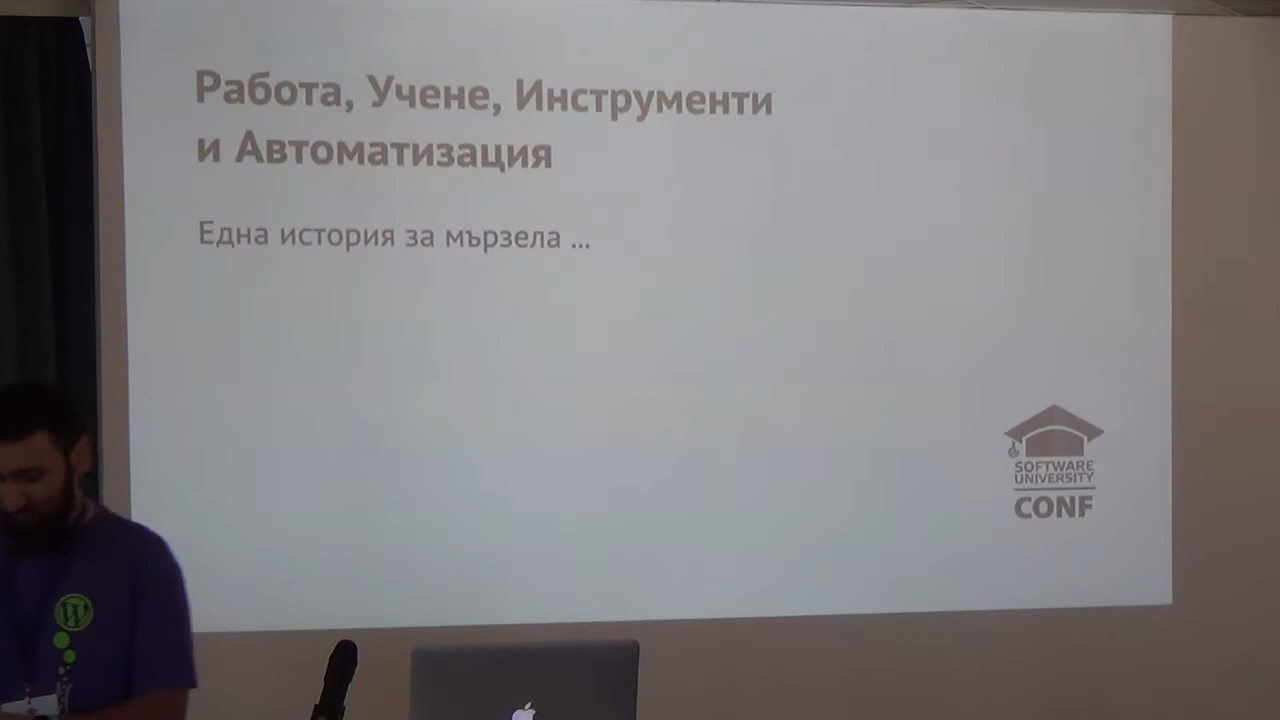 Работа, Учене, Инструменти
и Автоматизация
Една история за мързела ...
SOFTWARE
UNIVERSITY
CONF
W